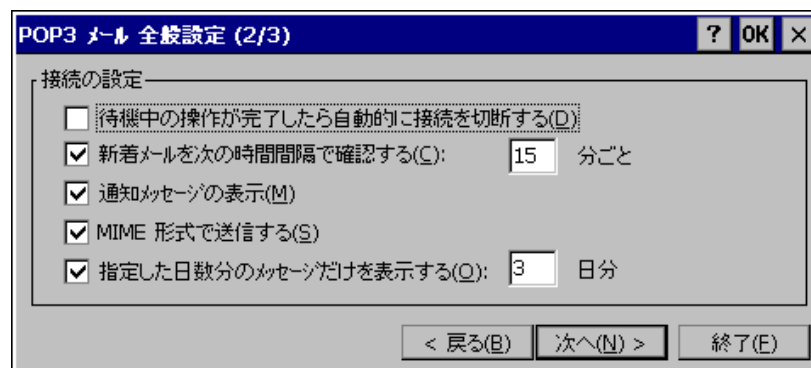 POP3 メール 全般設定 (2/3) ? OK ×
接続の設定
待機中の操作が完了したら自動的に接続を切断する(D)
新着メールを次の時間間隔で確認する(C): 15 分ごと
通知メッセージの表示(M)
MIME 形式で送信する(S)
指定した日数分のメッセージだけを表示する(O): 3 日分
< 戻る(B) 次へ(N) > 終了(F)